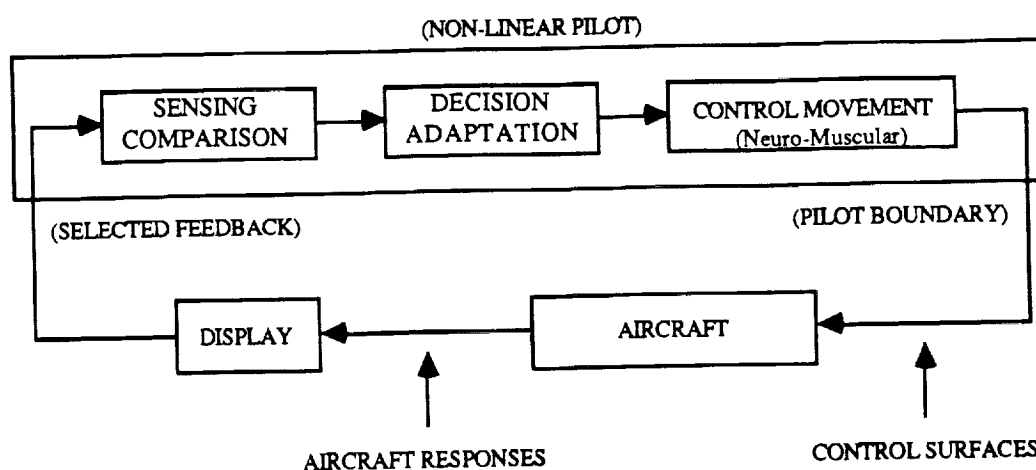 (NON-LINEAR PILOT)
SENSING
COMPARISON
DECISION
ADAPTATION
CONTROL MOVEMENT
(Neuro-Muscular)
(SELECTED FEEDBACK)
(PILOT BOUNDARY)
DISPLAY
AIRCRAFT
AIRCRAFT RESPONSES
CONTROL SURFACES